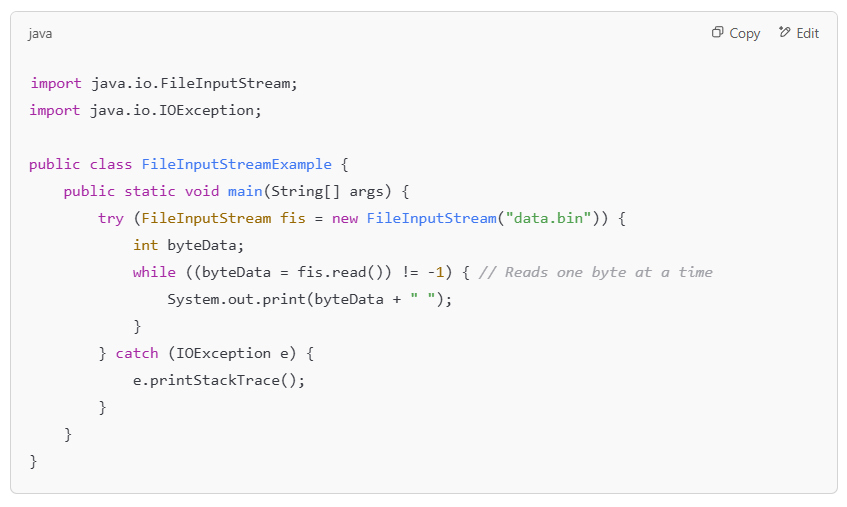 java
Copy
Edit
import java.io.FileInputStream;
import java.io.IOException;
public class FileInputStreamExample {
    public static void main(String[] args) {
        try (FileInputStream fis = new FileInputStream("data.bin")) {
            int byteData;
            while ((byteData = fis.read()) != -1) { // Reads one byte at a time
                System.out.print(byteData + " ");
            }
        } catch (IOException e) {
            e.printStackTrace();
        }
    }
}